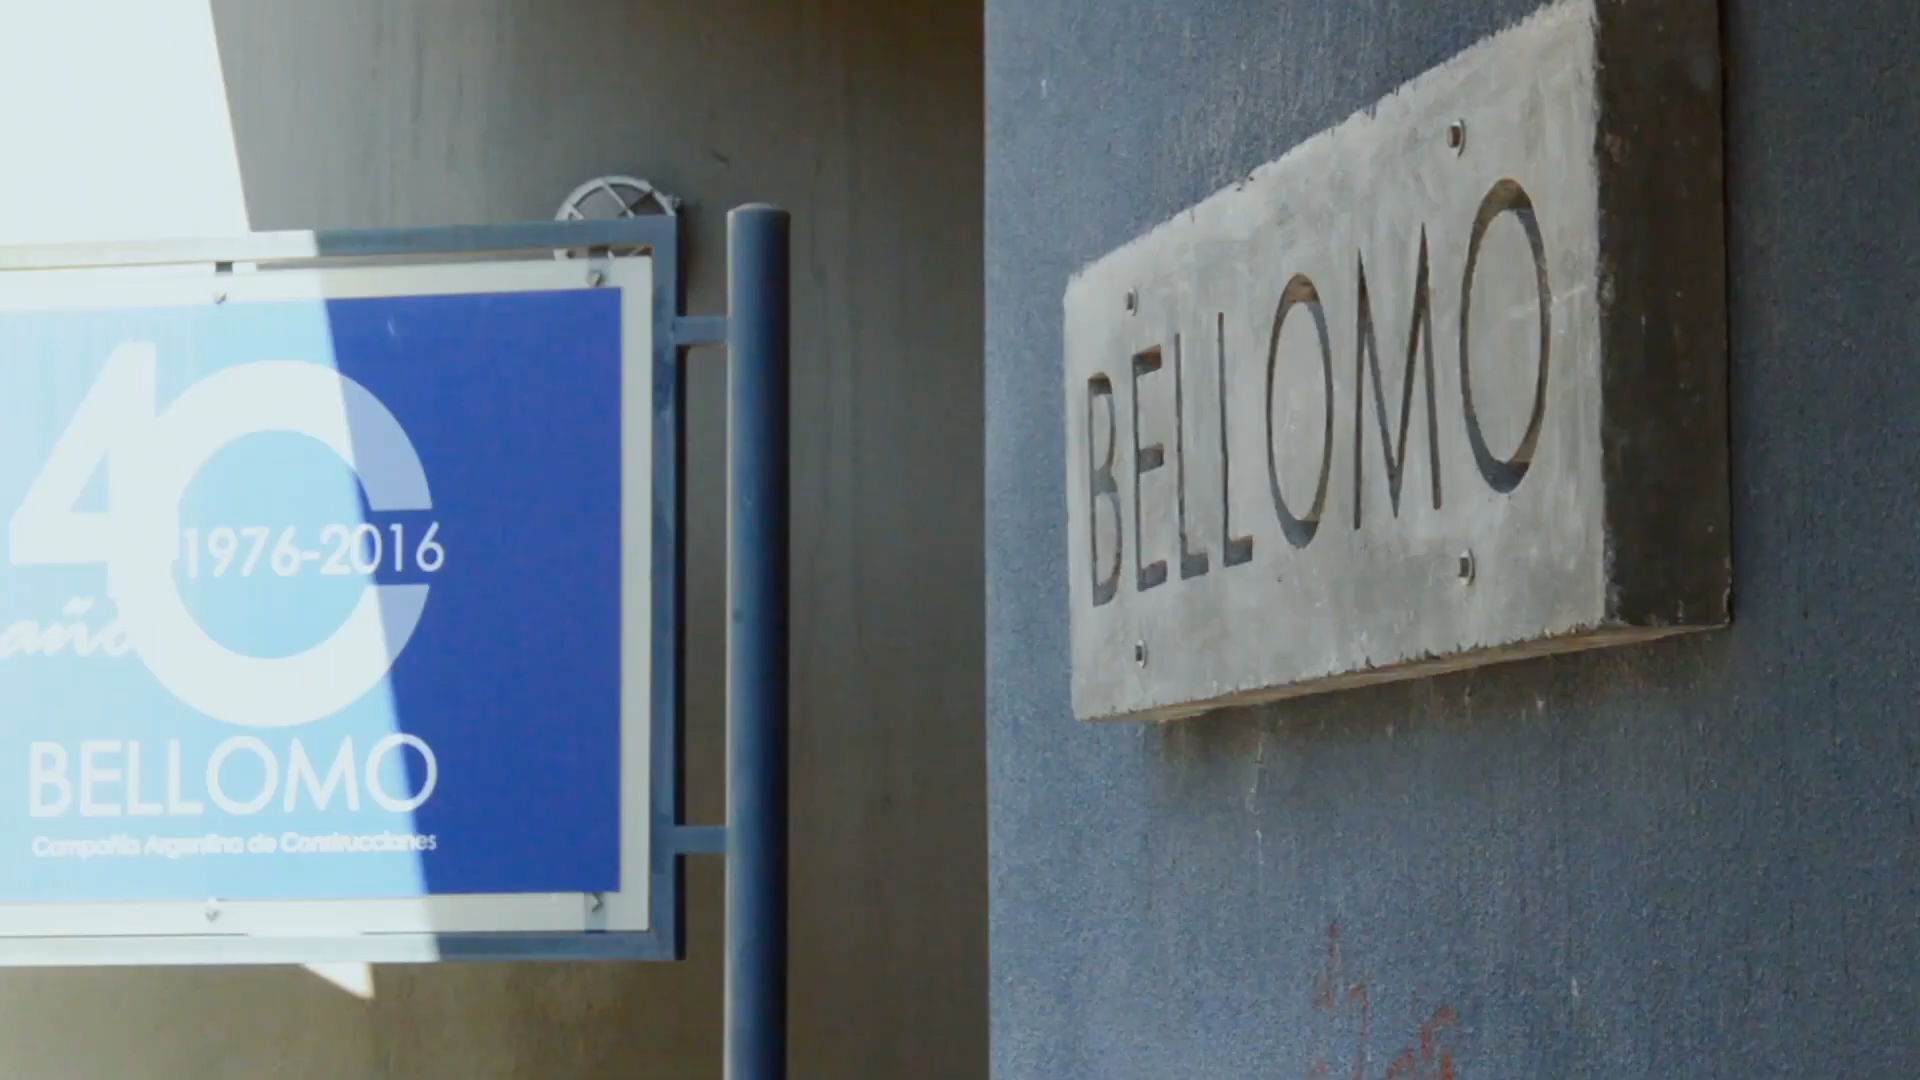 40
1976-2016
años
BELLOMO
Compañía Argentina de Construcciones
BELLOMO